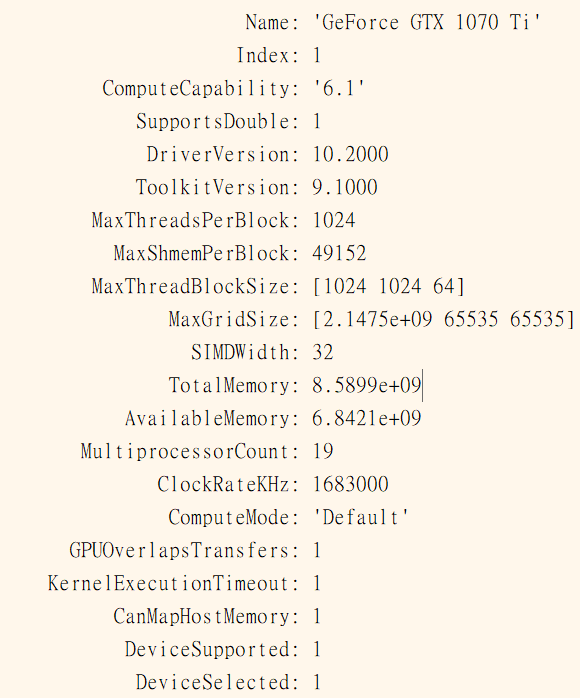 Name: 'GeForce GTX 1070 Ti'
Index: 1
ComputeCapability: '6.1'
SupportsDouble: 1
DriverVersion: 10.2000
ToolkitVersion: 9.1000
MaxThreadsPerBlock: 1024
MaxShmemPerBlock: 49152
MaxThreadBlockSize: [1024 1024 64]
MaxGridSize: [2.1475e+09 65535 65535]
SIMDWidth: 32
TotalMemory: 8.5899e+09
AvailableMemory: 6.8421e+09
MultiprocessorCount: 19
ClockRateKHz: 1683000
ComputeMode: 'Default'
GPUOverlapsTransfers: 1
KernelExecutionTimeout: 1
CanMapHostMemory: 1
DeviceSupported: 1
DeviceSelected: 1